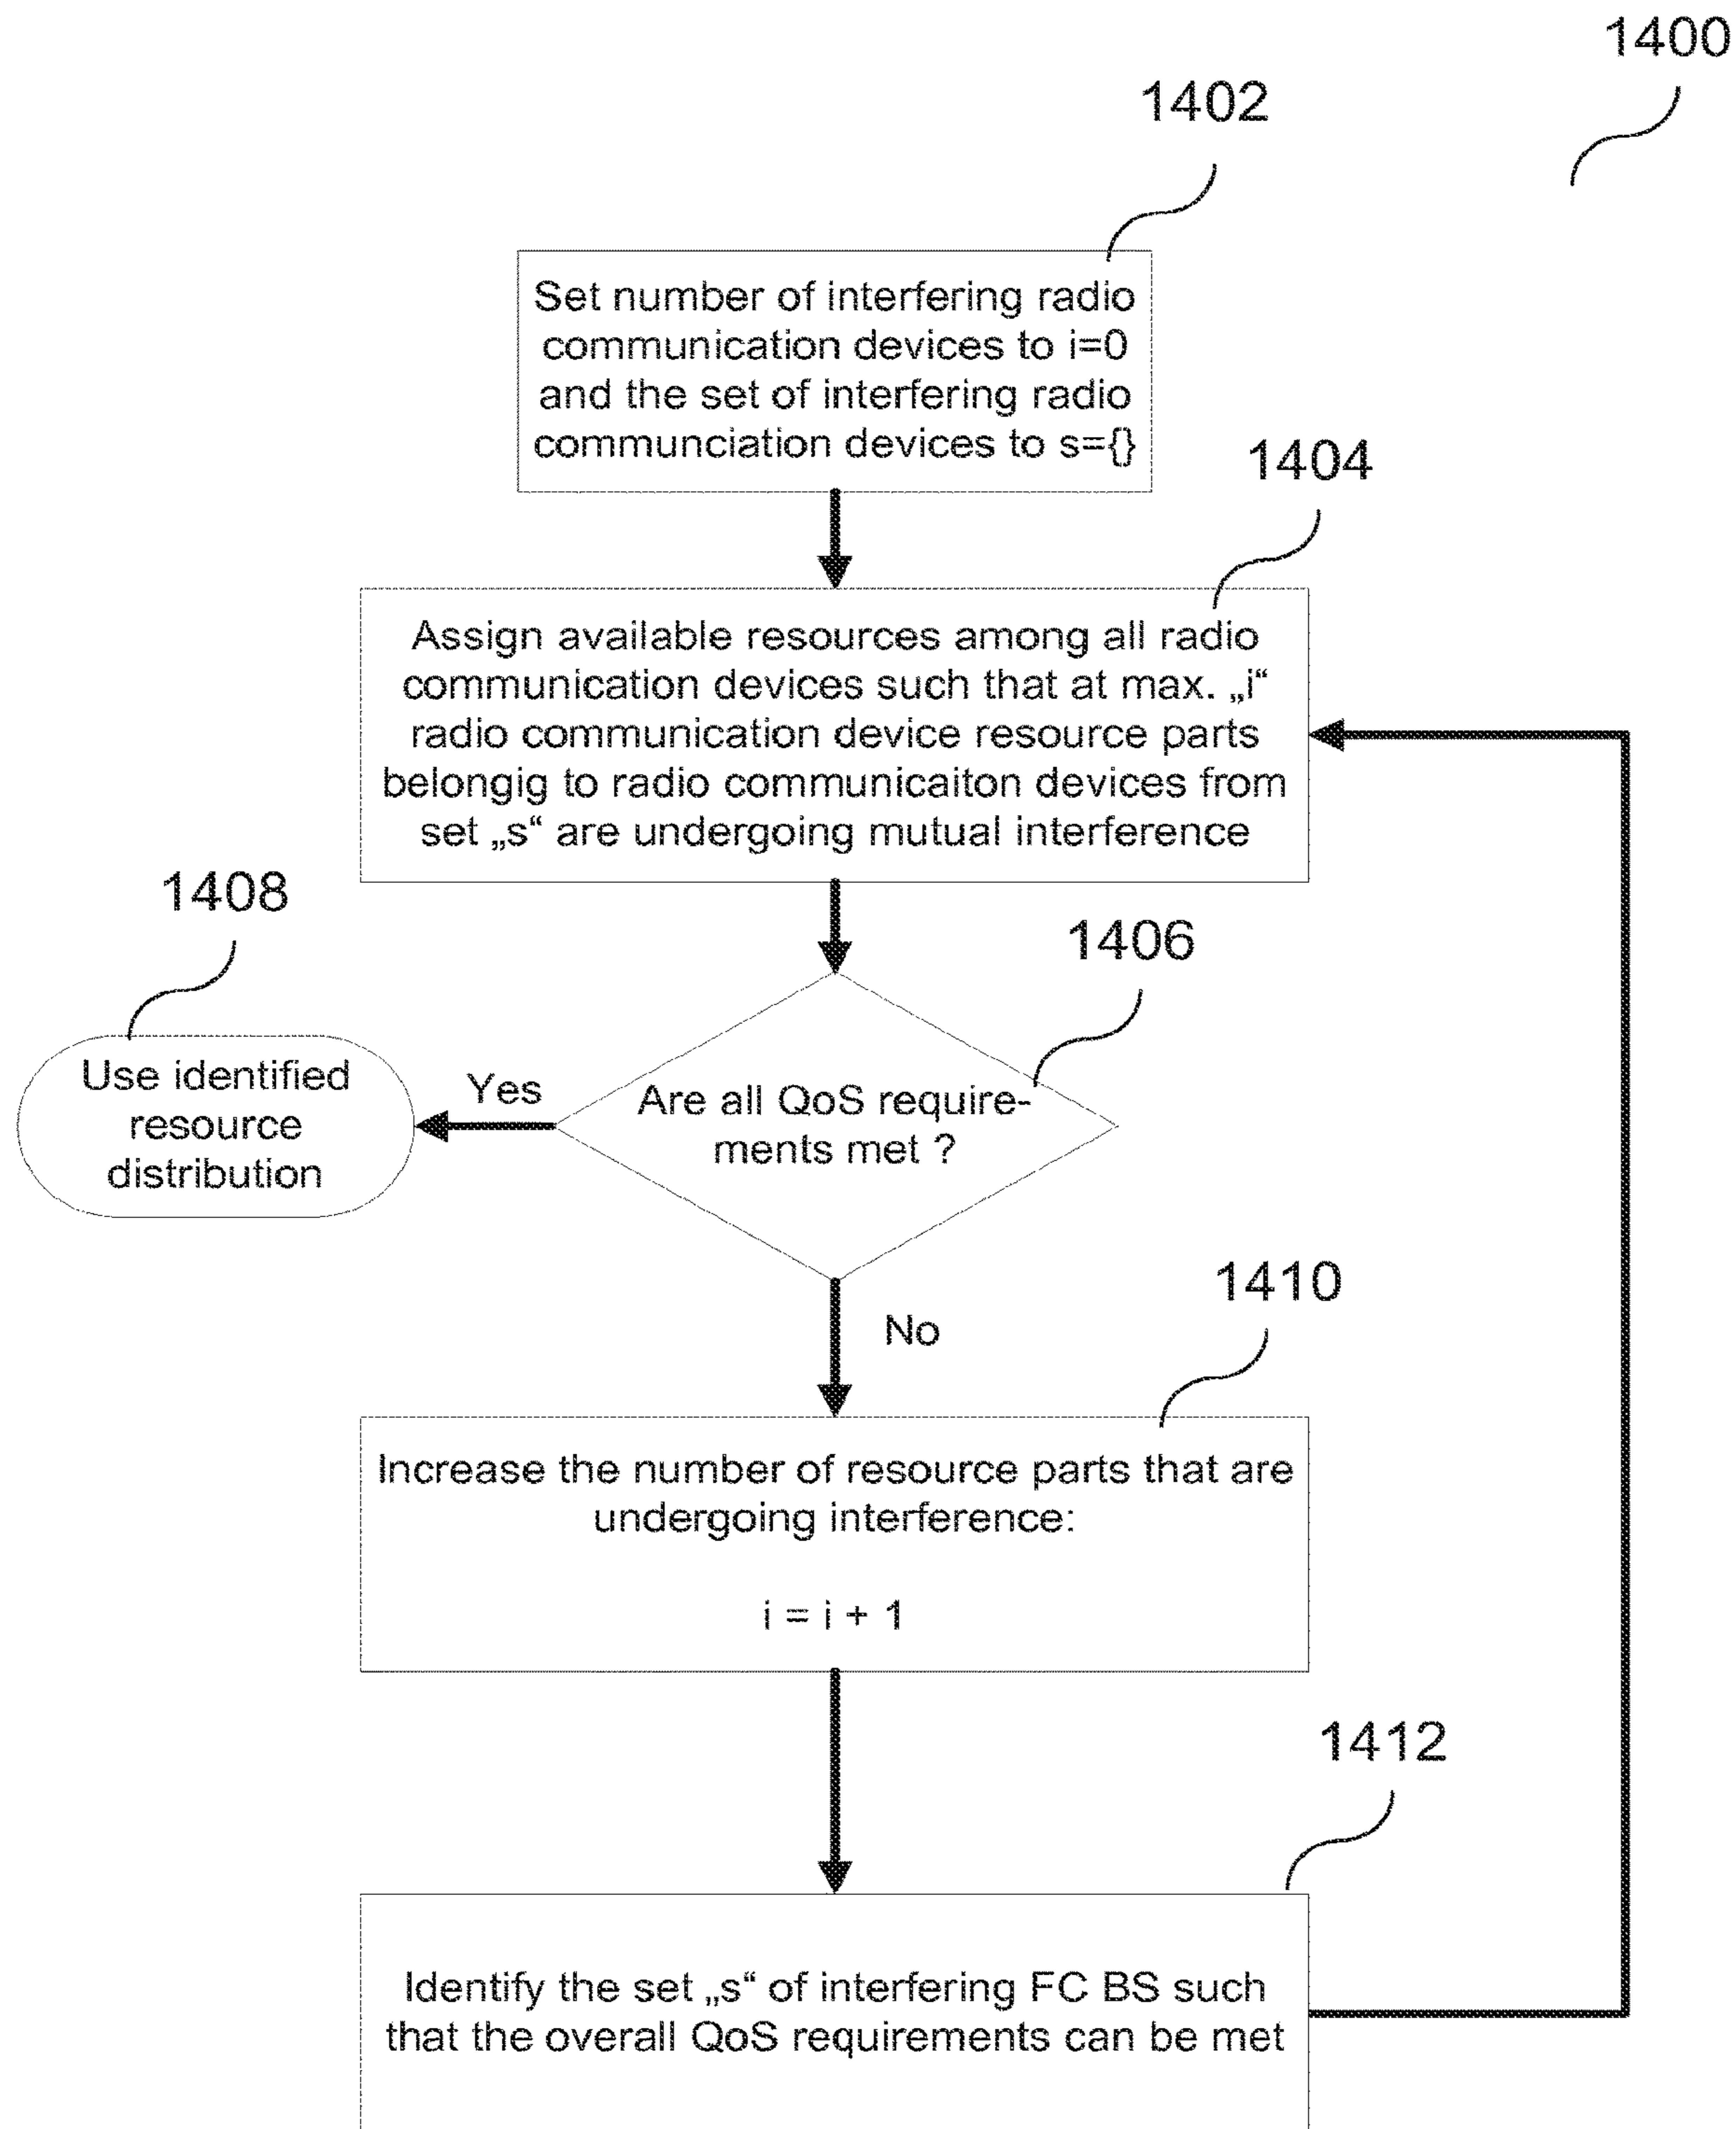 1400
1402
Set number of interfering radio
communication devices to i=0
and the set of interfering radio
communciation devices to s={}
1404
Assign available resources among all radio
communication devices such that at max. „i“
radio communication device resource parts
belongig to radio communicaiton devices from
set „s“ are undergoing mutual interference
1408
1406
Use identified
resource
distribution
Yes
Are all QoS require-
ments met ?
No
1410
Increase the number of resource parts that are
undergoing interference:
i = i + 1
1412
Identify the set „s“ of interfering FC BS such
that the overall QoS requirements can be met